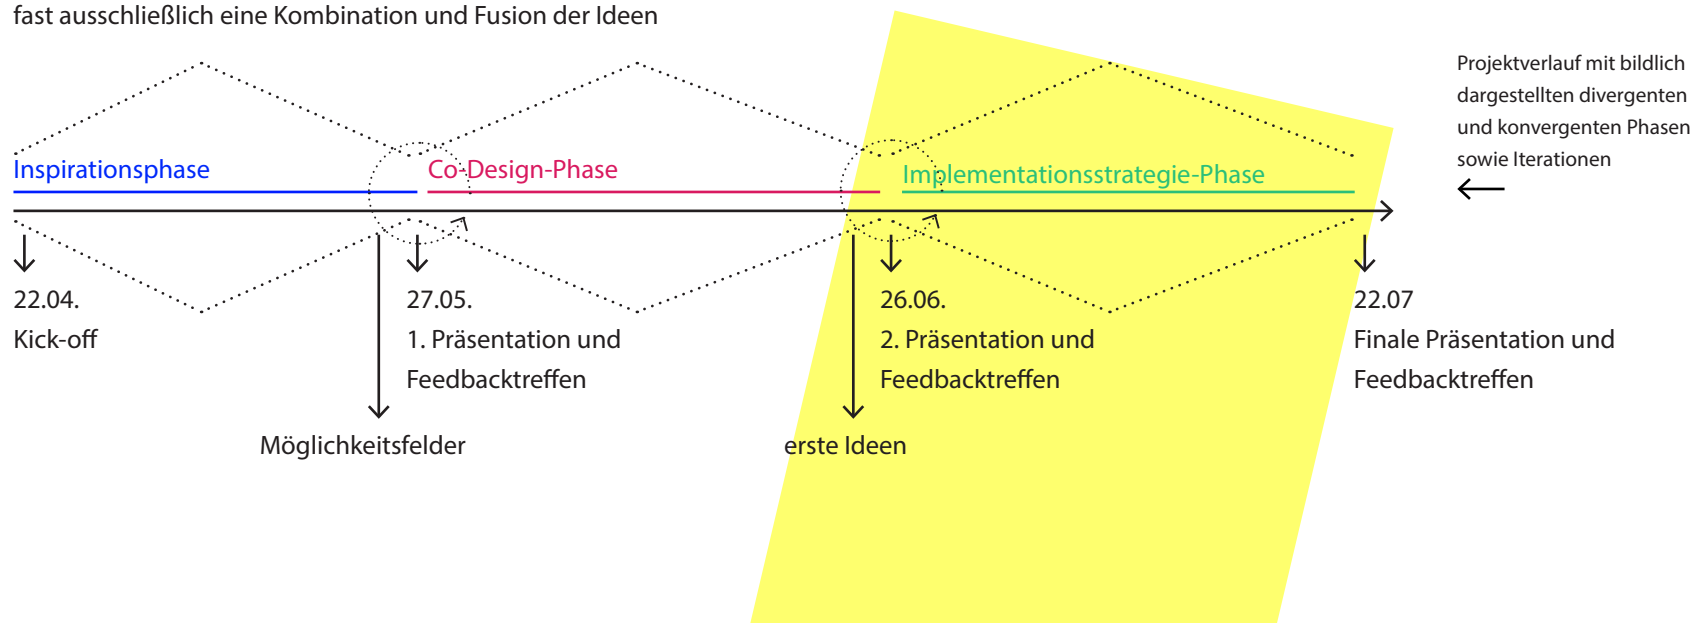 fast ausschließlich eine Kombination und Fusion der Ideen
Projektverlauf mit bildlich
dargestellten divergenten
und konvergenten Phasen
sowie Iterationen
Inspirationsphase
Co-Design-Phase
Implementationsstrategie-Phase
22.04.
Kick-off
27.05.
1. Präsentation und
Feedbacktreffen
26.06.
2. Präsentation und
Feedbacktreffen
22.07
Finale Präsentation und
Feedbacktreffen
Möglichkeitsfelder
erste Ideen